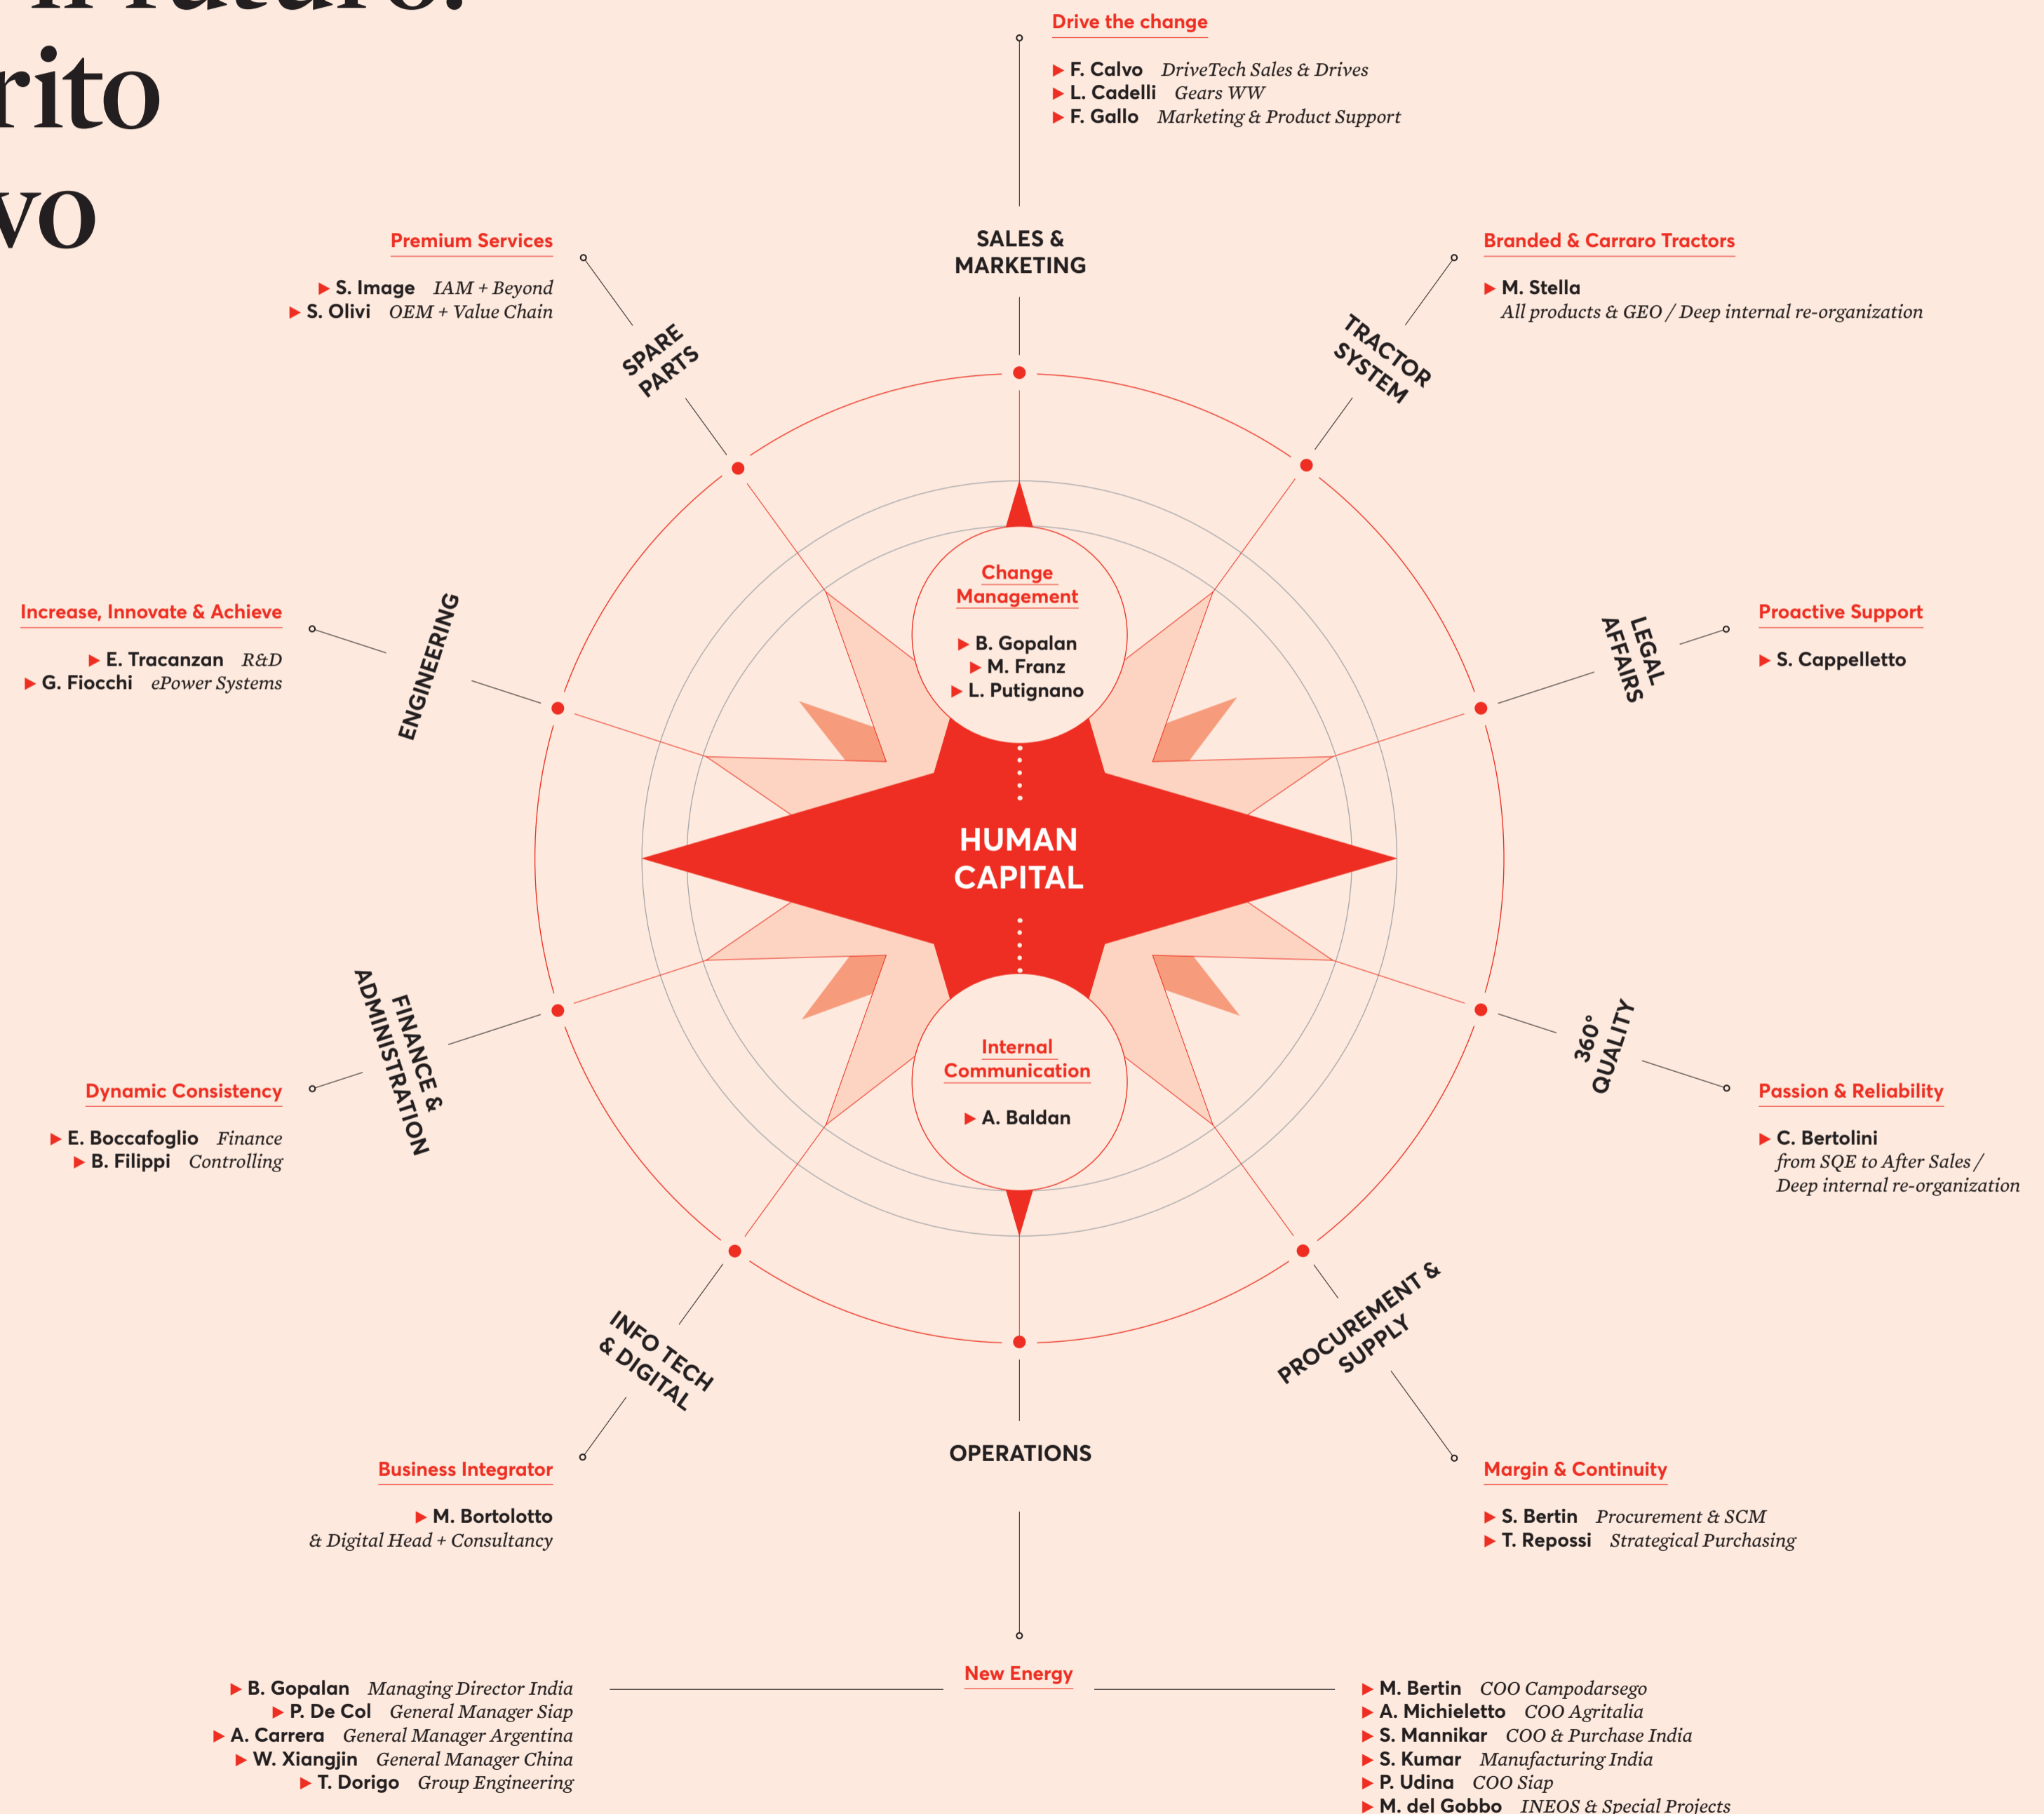 il futuro.
rito
vo
Drive the change
▶ F. Calvo DriveTech Sales & Drives
▶ L. Cadelli Gears WW
▶ F. Gallo Marketing & Product Support
SALES &
MARKETING
Premium Services
▶ S. Image IAM + Beyond
▶ S. Olivi OEM + Value Chain
SPARE
PARTS
Branded & Carraro Tractors
▶ M. Stella
All products & GEO / Deep internal re-organization
TRACTOR
SYSTEM
Increase, Innovate & Achieve
▶ E. Tracanzan R&D
▶ G. Fiocchi ePower Systems
ENGINEERING
Change
Management
▶ B. Gopalan
▶ M. Franz
▶ L. Putignano
LEGAL
AFFAIRS
Proactive Support
▶ S. Cappelletto
HUMAN
CAPITAL
Dynamic Consistency
▶ E. Boccafoglio Finance
▶ B. Filippi Controlling
FINANCE &
ADMINISTRATION
Internal
Communication
▶ A. Baldan
360°
QUALITY
Passion & Reliability
▶ C. Bertolini
from SQE to After Sales /
Deep internal re-organization
INFO TECH
& DIGITAL
Business Integrator
▶ M. Bortolotto
& Digital Head + Consultancy
OPERATIONS
PROCUREMENT &
SUPPLY
Margin & Continuity
▶ S. Bertin Procurement & SCM
▶ T. Repossi Strategical Purchasing
New Energy
▶ B. Gopalan Managing Director India
▶ P. De Col General Manager Siap
▶ A. Carrera General Manager Argentina
▶ W. Xiangjin General Manager China
▶ T. Dorigo Group Engineering
▶ M. Bertin COO Campodarsego
▶ A. Michieletto COO Agritalia
▶ S. Mannikar COO & Purchase India
▶ S. Kumar Manufacturing India
▶ P. Udina COO Siap
▶ M. del Gobbo INEOS & Special Projects